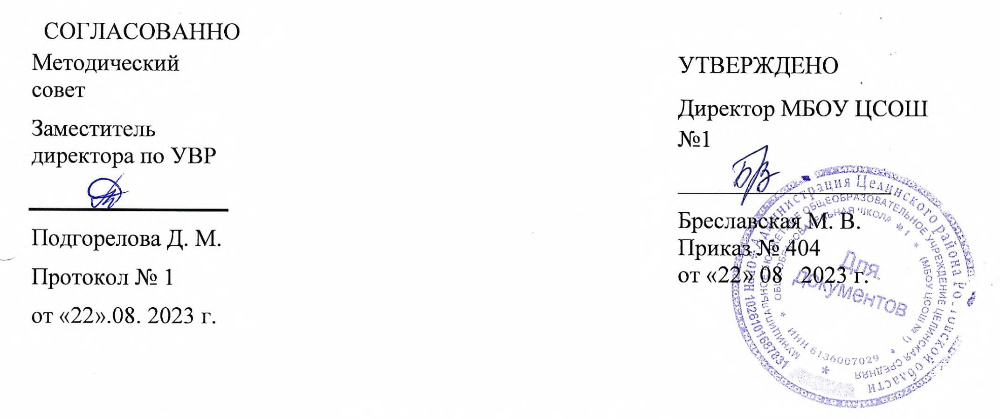 СОГЛАСОВАННО
Методический
совет
Заместитель
директора по УВР
Подгорелова Д. М.
Протокол № 1
от «22».08. 2023 г.
УТВЕРЖДЕНО
Директор МБОУ ЦСОШ
№1
БВ
Бреславская М. В.
Приказ № 404
от «22» 08 2023 г.
Администрация Целинского района Ростовской области
1026101687831
МУНИЦИПАЛЬНОЕ БЮДЖЕТНОЕ ОБЩЕОБРАЗОВАТЕЛЬНОЕ УЧРЕЖДЕНИЕ ЦЕЛИНСКАЯ СРЕДНЯЯ
ОБЩЕОБРАЗОВАТЕЛЬНАЯ ШКОЛА № 1 * (МБОУ ЦСОШ № 1) *
* ИНН 6136007029
Для
документов